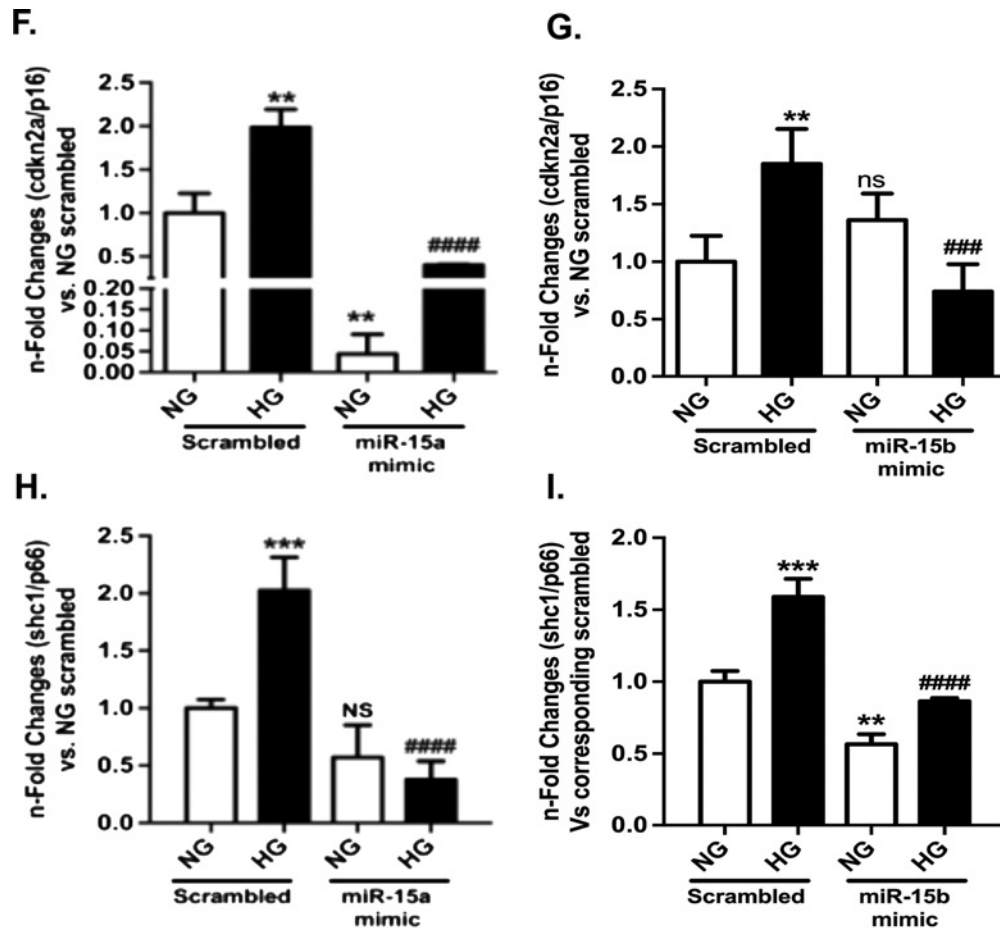 F.
n-Fold Changes (cdkn2a/p16)
vs. NG scrambled
2.5
2.0
1.5
1.0
0.5
0.20
0.15
0.10
0.05
0.00
**
**
####
NG
HG
NG
HG
Scrambled
miR-15a
mimic
G.
n-Fold Changes (cdkn2a/p16)
vs. NG scrambled
2.5
2.0
1.5
1.0
0.5
0.0
**
ns
###
NG
HG
NG
HG
Scrambled
miR-15b
mimic
H.
n-Fold Changes (shc1/p66)
vs. NG scrambled
2.5
2.0
1.5
1.0
0.5
0.0
***
NS
####
NG
HG
NG
HG
Scrambled
miR-15a
mimic
I.
n-Fold Changes (shc1/p66)
Vs corresponding scrambled
2.0
1.5
1.0
0.5
0.0
***
**
####
NG
HG
NG
HG
Scrambled
miR-15b
mimic